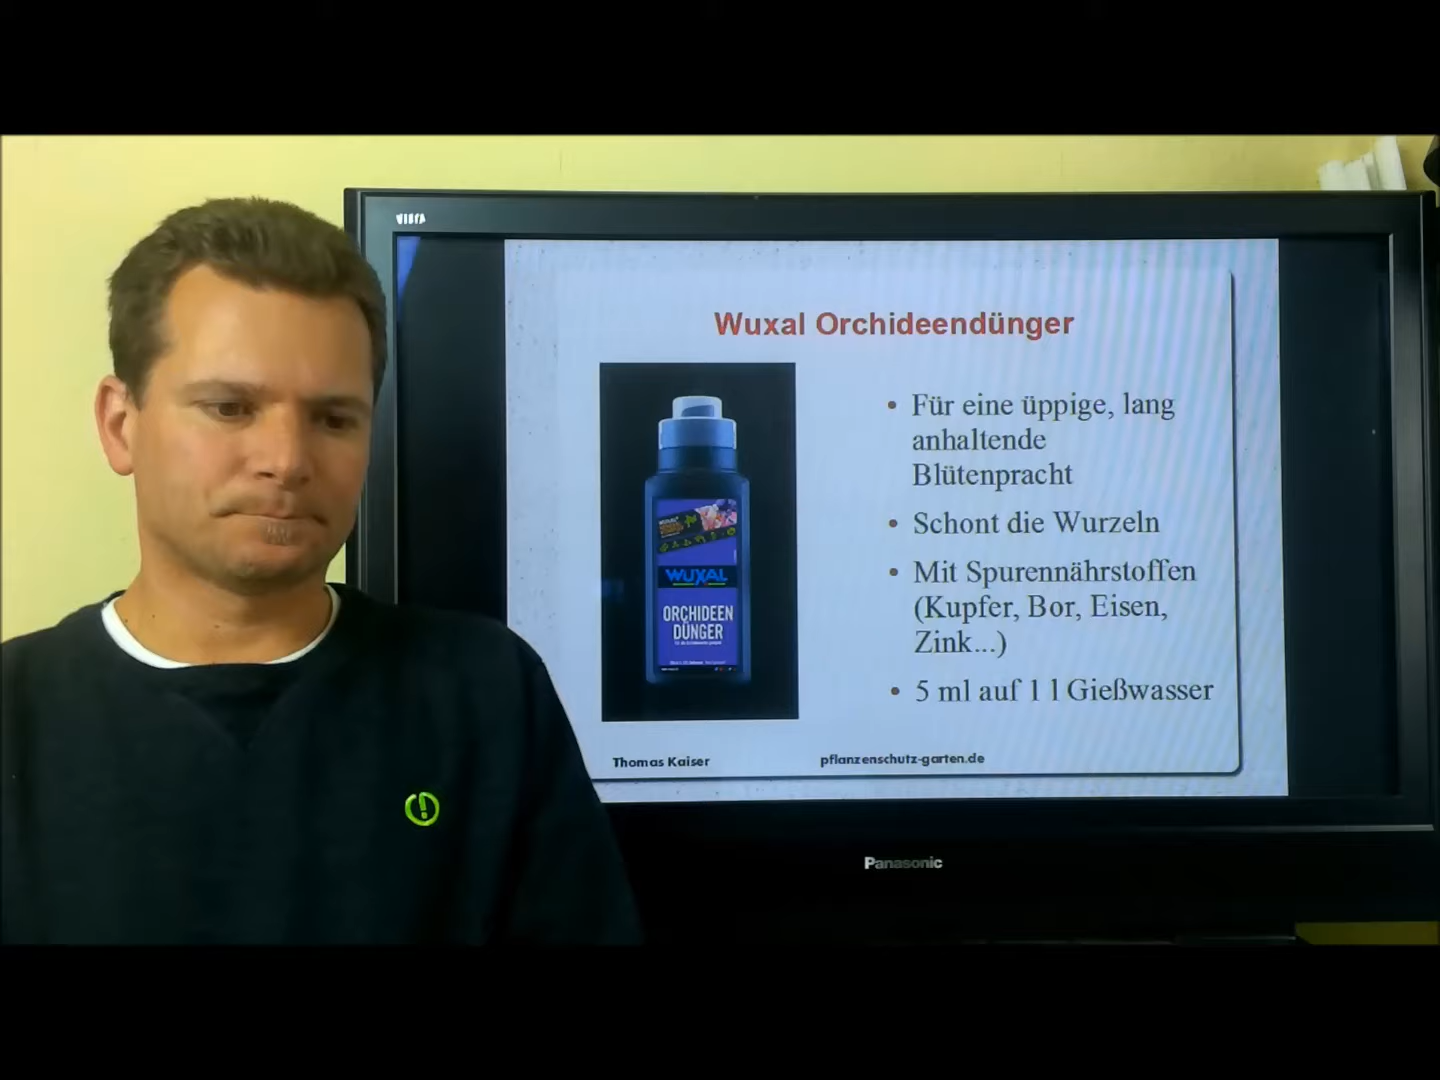 VIERA
Wuxal Orchideendünger
• Für eine üppige, lang
anhaltende
Blütenpracht
• Schont die Wurzeln
• Mit Spurennährstoffen
(Kupfer, Bor, Eisen,
Zink...)
• 5 ml auf 1 l Gießwasser
WUXAL
ORCHIDEEN
DÜNGER
Thomas Kaiser
pflanzenschutz-garten.de
Panasonic